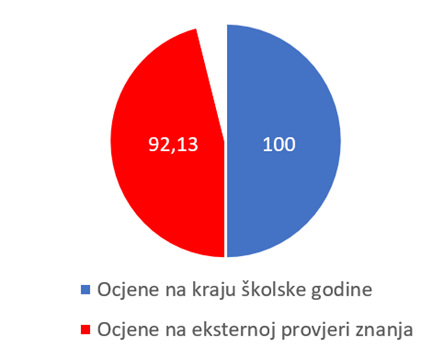 92,13
100
Ocjene na kraju školske godine
Ocjene na eksternoj provjeri znanja